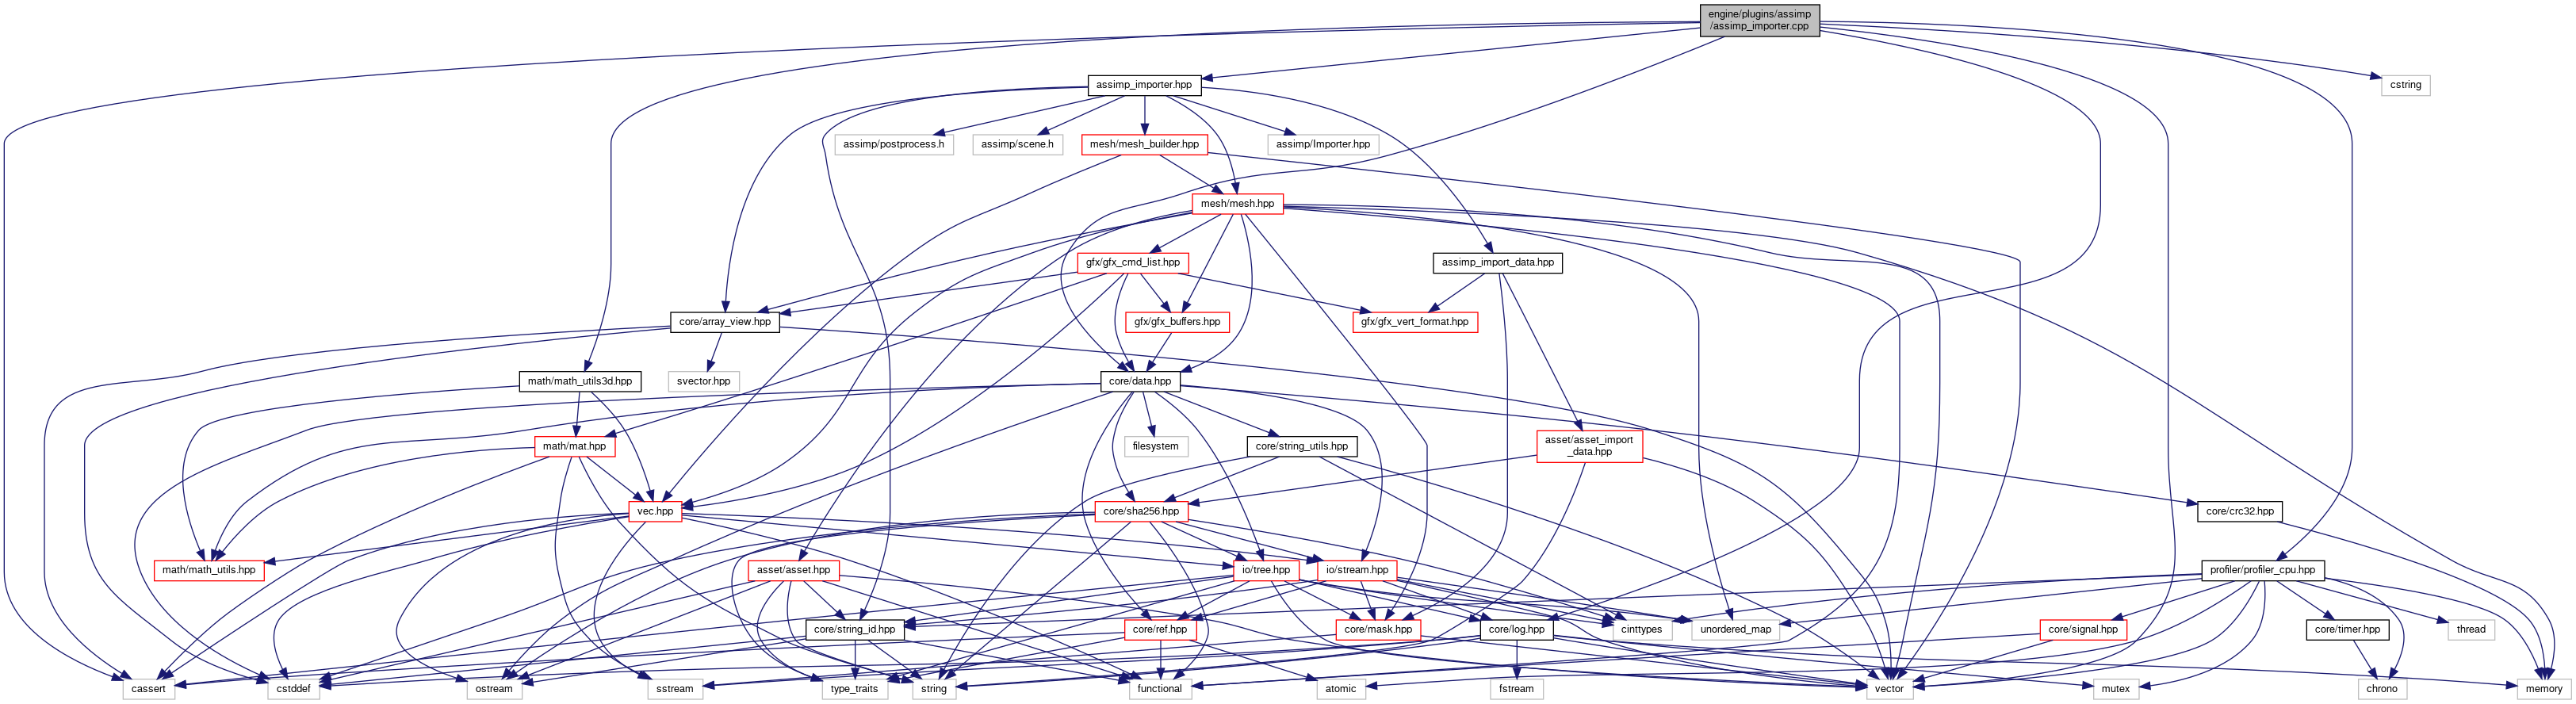 engine/plugins/assimp
/assimp_importer.cpp
assimp_importer.hpp
cstring
assimp/postprocess.h
assimp/scene.h
mesh/mesh_builder.hpp
assimp/Importer.hpp
mesh/mesh.hpp
gfx/gfx_cmd_list.hpp
assimp_import_data.hpp
core/array_view.hpp
gfx/gfx_buffers.hpp
gfx/gfx_vert_format.hpp
math/math_utils3d.hpp
svector.hpp
core/data.hpp
math/mat.hpp
filesystem
core/string_utils.hpp
asset/asset_import
_data.hpp
vec.hpp
core/sha256.hpp
core/crc32.hpp
math/math_utils.hpp
asset/asset.hpp
io/tree.hpp
io/stream.hpp
profiler/profiler_cpu.hpp
core/string_id.hpp
core/ref.hpp
core/mask.hpp
core/log.hpp
cinttypes
unordered_map
core/signal.hpp
core/timer.hpp
thread
cassert
cstddef
ostream
sstream
type_traits
string
functional
atomic
fstream
vector
mutex
chrono
memory